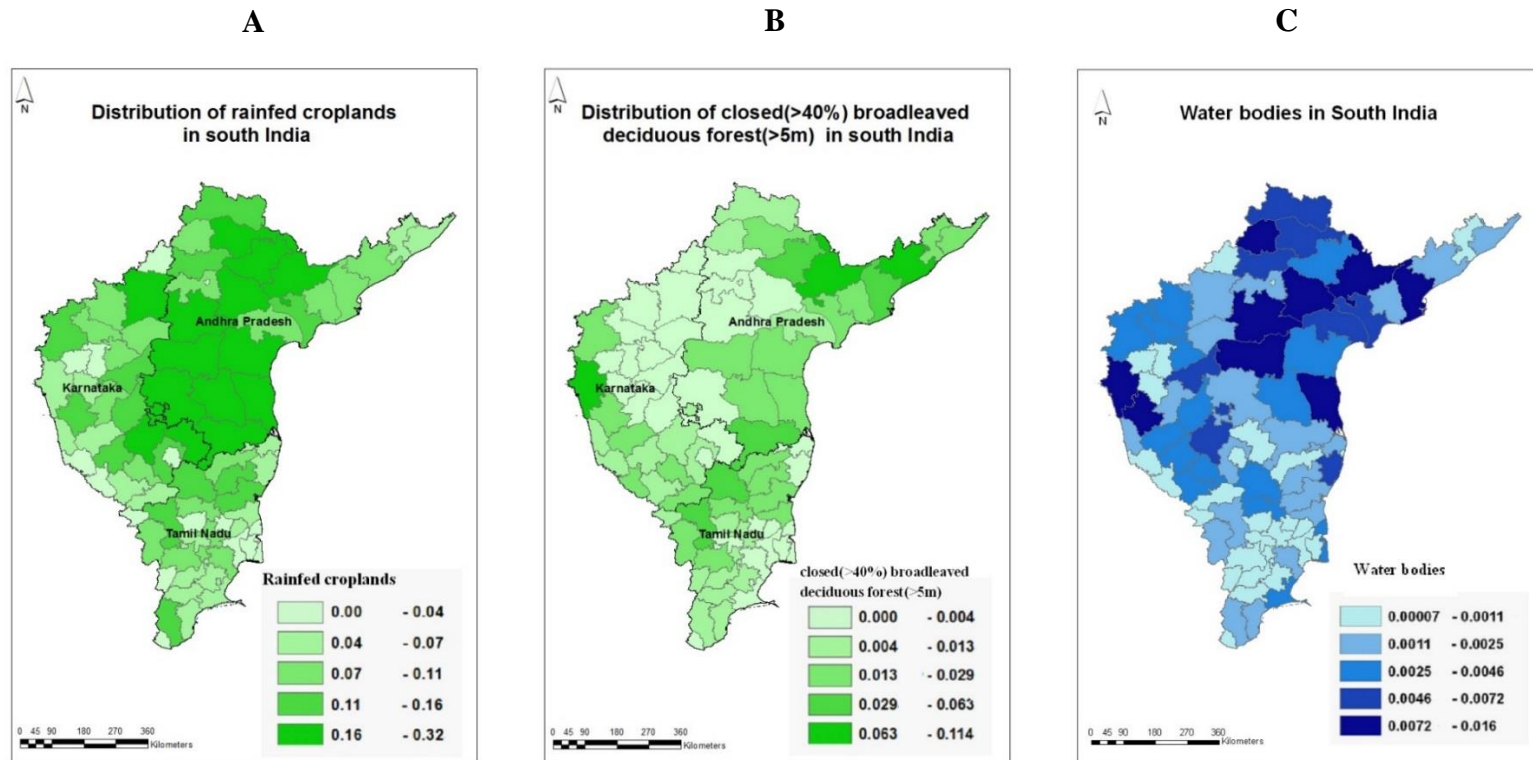 A
B
C
N
Distribution of rainfed croplands
in south India
Andhra Pradesh
Karnataka
Tamil Nadu
Rainfed croplands
0.00 - 0.04
0.04 - 0.07
0.07 - 0.11
0.11 - 0.16
0.16 - 0.32
0 45 90 180 270 360
Kilometers
N
Distribution of closed(>40%) broadleaved
deciduous forest(>5m) in south India
Andhra Pradesh
Karnataka
Tamil Nadu
closed(>40%) broadleaved
deciduous forest(>5m)
0.000 - 0.004
0.004 - 0.013
0.013 - 0.029
0.029 - 0.063
0.063 - 0.114
0 45 90 180 270 360
Kilometers
N
Water bodies in South India
Water bodies
0.00007 - 0.0011
0.0011 - 0.0025
0.0025 - 0.0046
0.0046 - 0.0072
0.0072 - 0.016
0 45 90 180 270 360
Kilometers